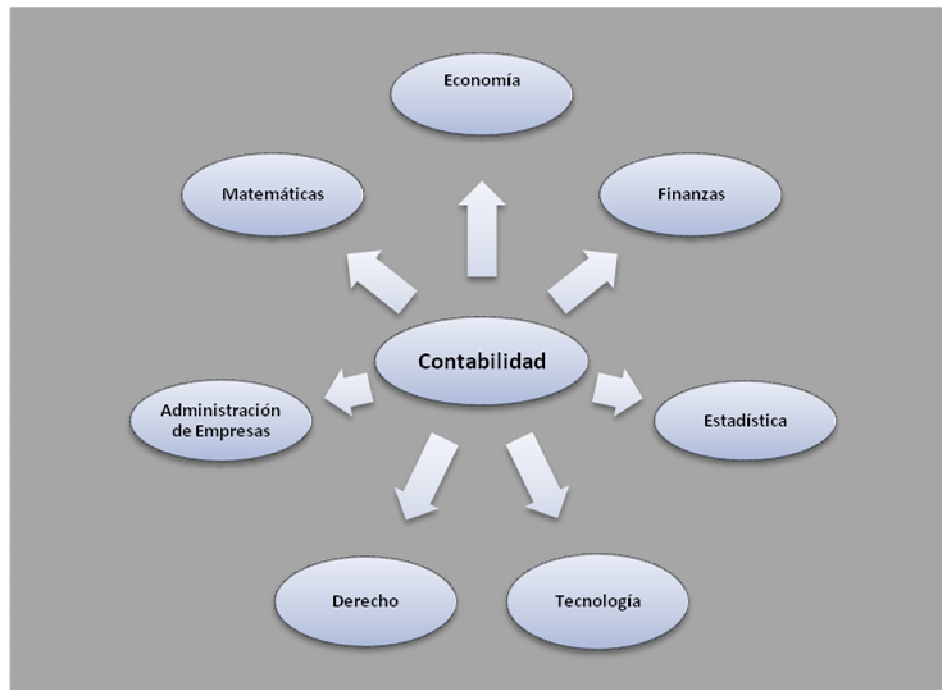 Economía
Matemáticas
Finanzas
Contabilidad
Administración
de Empresas
Estadística
Derecho
Tecnología